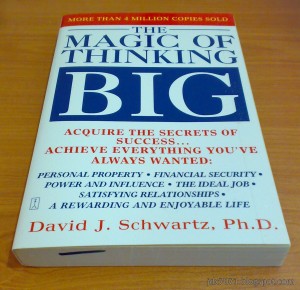 MORE THAN 4 MILLION COPIES SOLD
THE
MAGIC OF
THINKING
BIG
ACQUIRE THE SECRETS OF
SUCCESS...
ACHIEVE EVERYTHING YOU'VE
ALWAYS WANTED:
PERSONAL PROPERTY • FINANCIAL SECURITY •
POWER AND INFLUENCE • THE IDEAL JOB •
SATISFYING RELATIONSHIPS •
A REWARDING AND ENJOYABLE LIFE
David J. Schwartz, Ph.D.